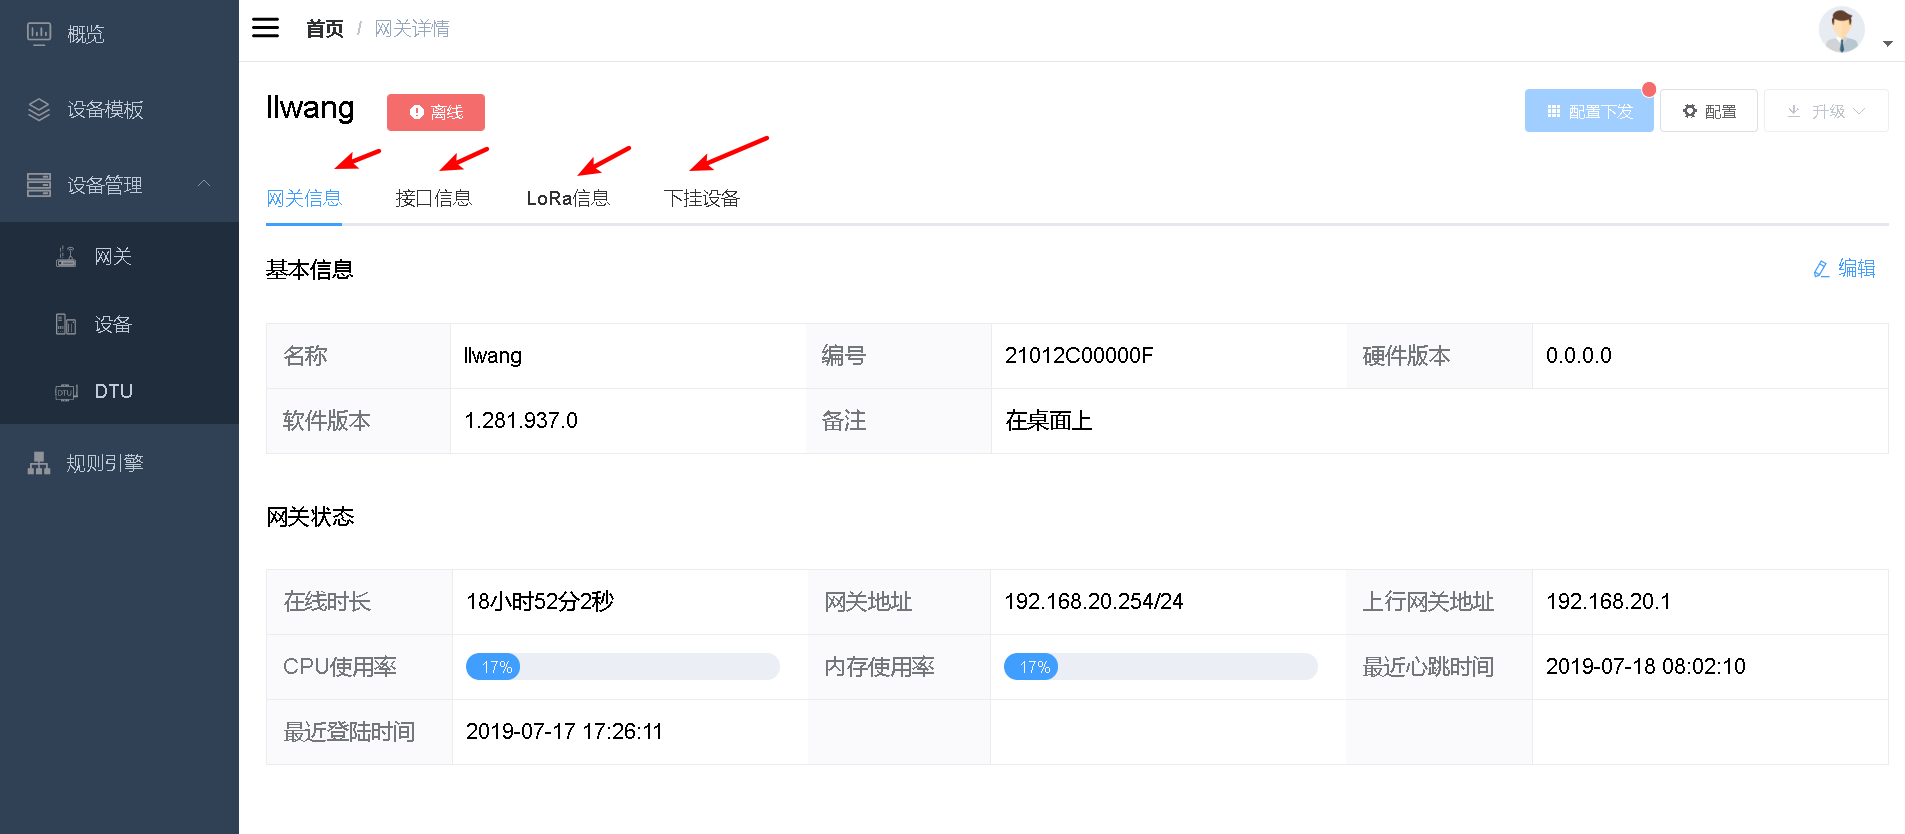 概览
设备模板
设备管理
网关
设备
DTU
规则引擎
首页 / 网关详情
llwang 离线
配置下发 配置 升级
网关信息 接口信息 LoRa信息 下挂设备
基本信息 编辑
名称 llwang 编号 21012C00000F 硬件版本 0.0.0.0
软件版本 1.281.937.0 备注 在桌面上
网关状态
在线时长 18小时52分2秒 网关地址 192.168.20.254/24 上行网关地址 192.168.20.1
CPU使用率 17% 内存使用率 17% 最近心跳时间 2019-07-18 08:02:10
最近登陆时间 2019-07-17 17:26:11